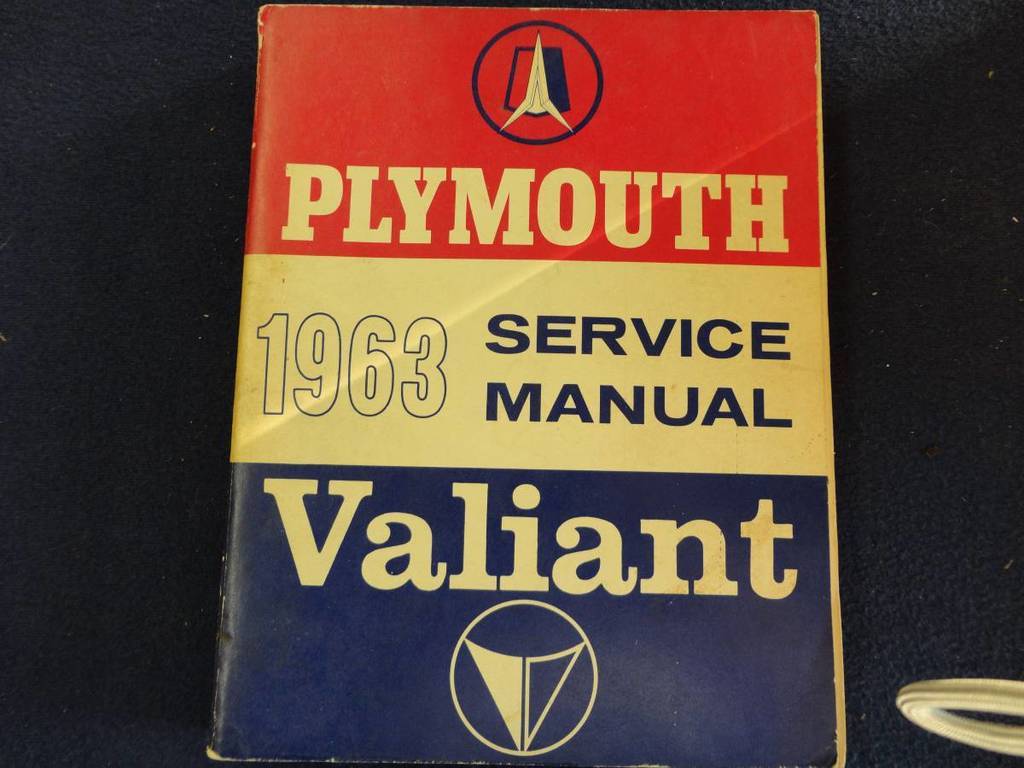 PLYMOUTH
1963 SERVICE
MANUAL
Valiant